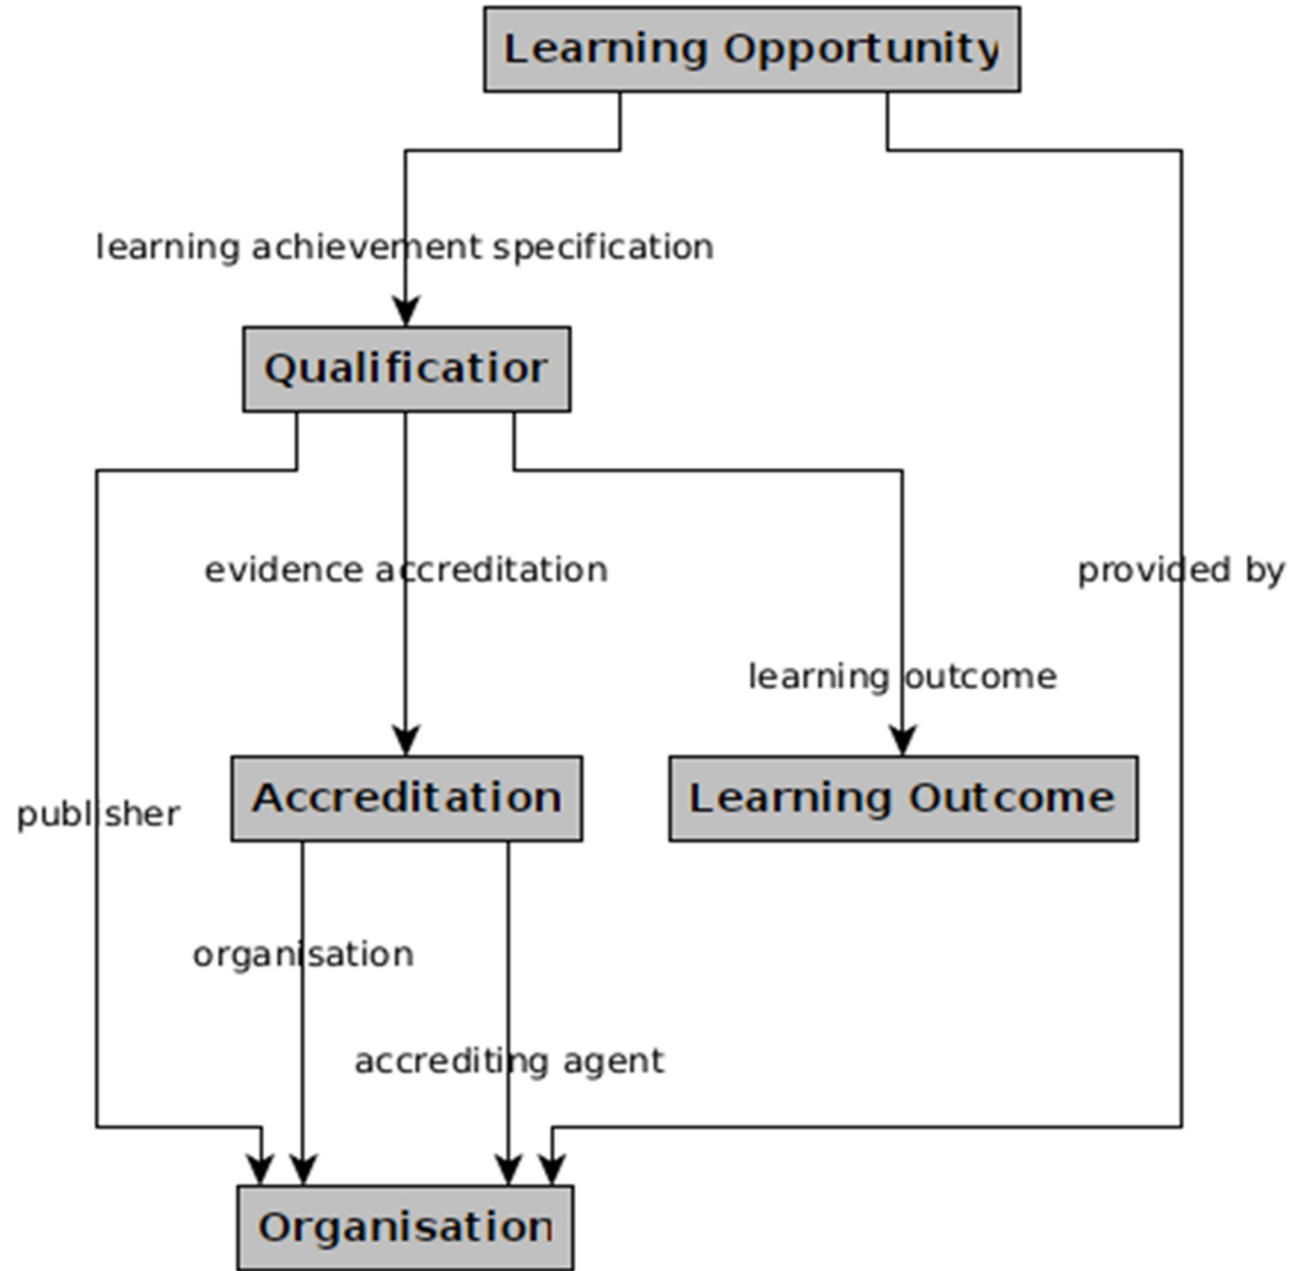 Learning Opportunity
learning achievement specification
Qualification
evidence accreditation
provided by
learning outcome
Accreditation
Learning Outcome
publisher
organisation
accrediting agent
Organisation